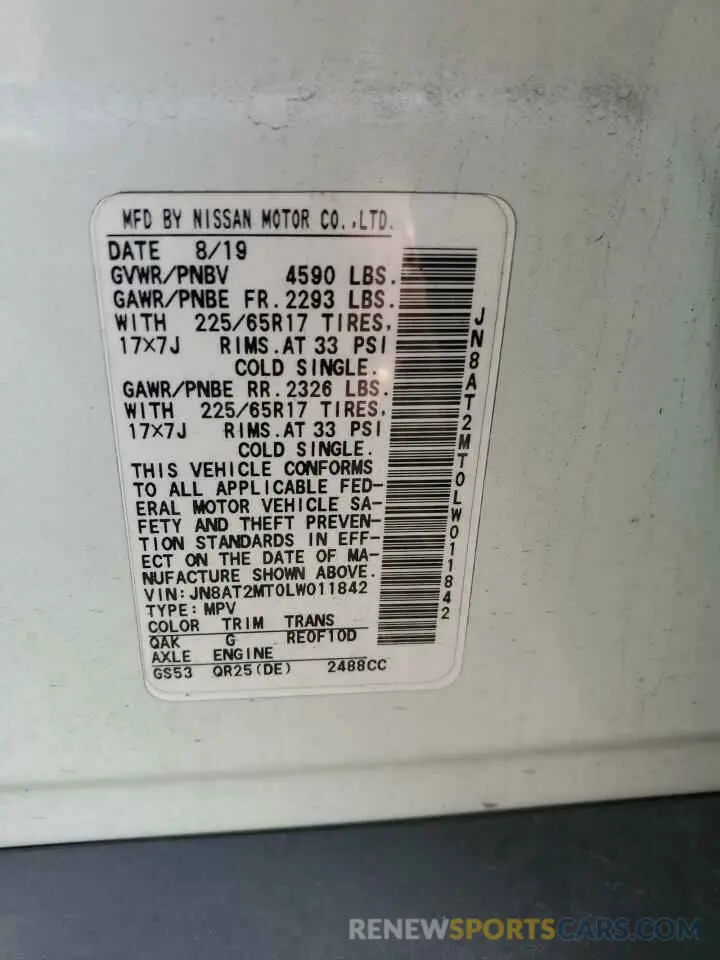 MFD BY NISSAN MOTOR CO.,LTD.
DATE 8/19
GVWR/PNBV 4590 LBS.
GAWR/PNBE FR.2293 LBS.
WITH 225/65R17 TIRES,
17×7J RIMS.AT 33 PSI
COLD SINGLE.
GAWR/PNBE RR.2326 LBS.
WITH 225/65R17 TIRES,
17×7J RIMS.AT 33 PSI
COLD SINGLE.
THIS VEHICLE CONFORMS
TO ALL APPLICABLE FED-
ERAL MOTOR VEHICLE SA-
FETY AND THEFT PREVEN-
TION STANDARDS IN EFF-
ECT ON THE DATE OF MA-
NUFACTURE SHOWN ABOVE.
VIN:JN8AT2MT0LW011842
TYPE:MPV
COLOR TRIM TRANS
QAK G RE0F10D
AXLE ENGINE
GS53 QR25(DE) 2488CC
JN8AT2MT0LW011842
RENEWSPORTSCARS.COM